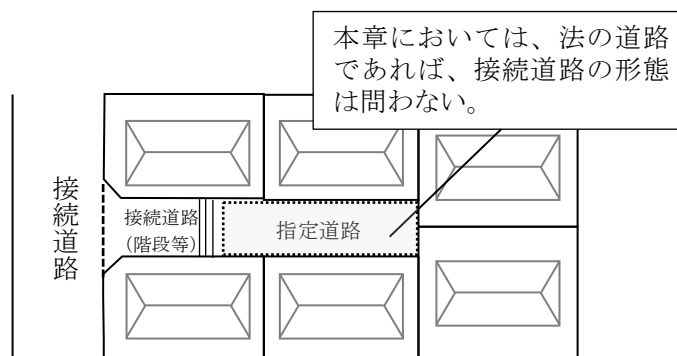 本章においては、法の道路
であれば、接続道路の形態
は問わない。
接続道路
接続道路
(階段等)
指定道路